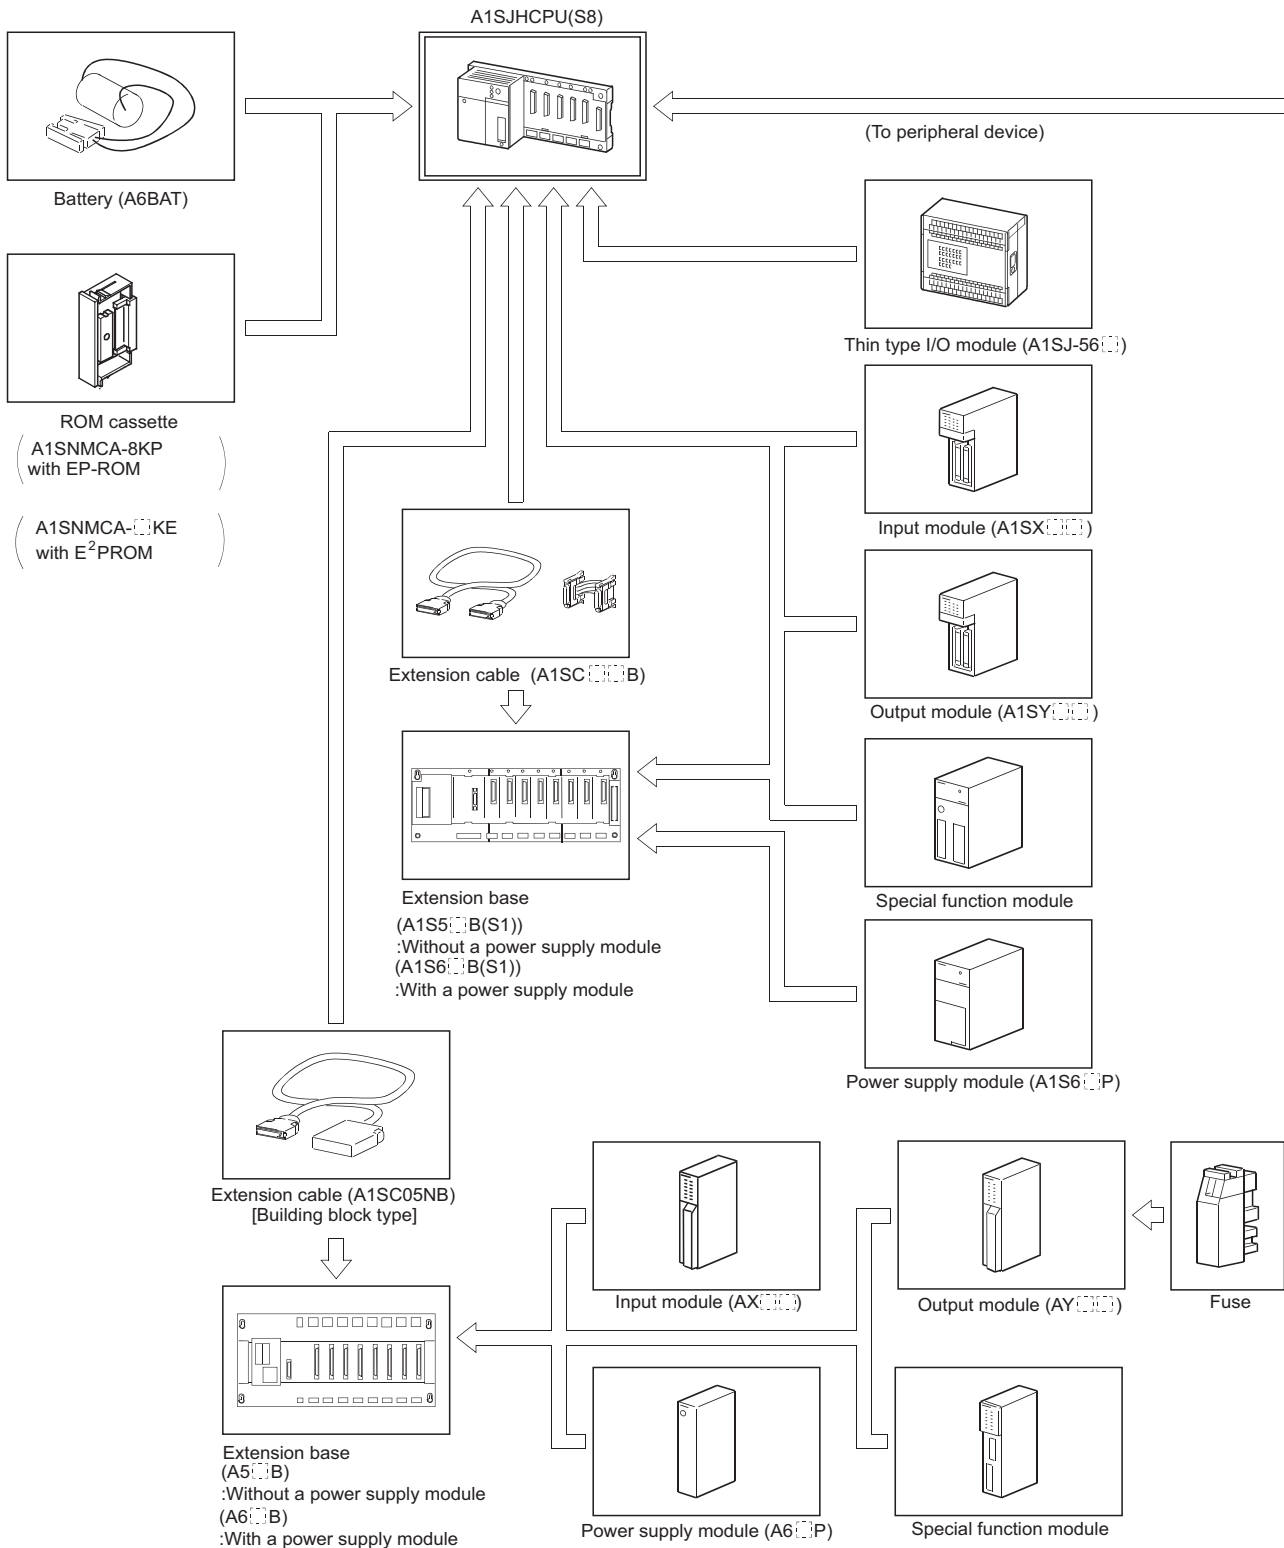 A1SJHCPU(S8)
Battery (A6BAT)
(To peripheral device)
ROM cassette
(A1SNMCA-8KP
with EP-ROM)
(A1SNMCA-□KE
with E²PROM)
Thin type I/O module (A1SJ-56□)
Input module (A1SX□□)
Extension cable (A1SC□□B)
Output module (A1SY□□)
Extension base
(A1S5□B(S1))
:Without a power supply module
(A1S6□B(S1))
:With a power supply module
Special function module
Power supply module (A1S6□P)
Extension cable (A1SC05NB)
[Building block type]
Input module (AX□□)
Output module (AY□□)
Fuse
Extension base
(A5□B)
:Without a power supply module
(A6□B)
:With a power supply module
Power supply module (A6□P)
Special function module